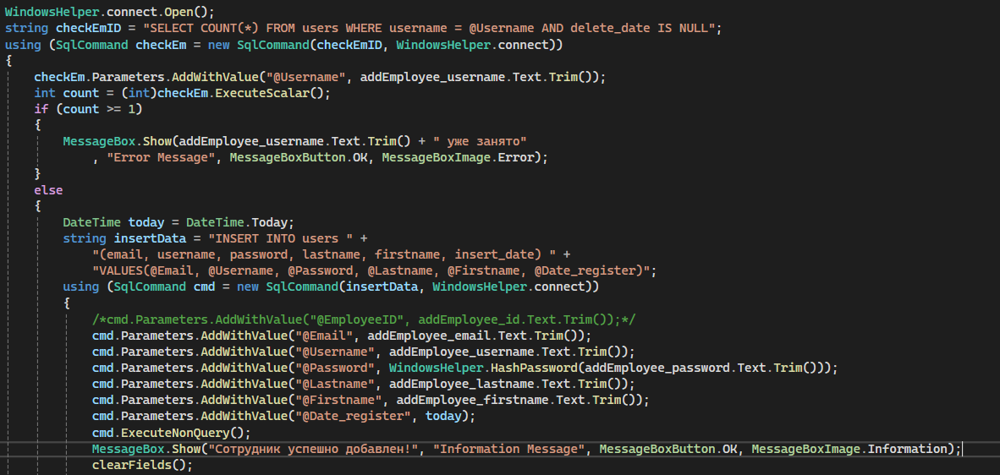 WindowsHelper.connect.Open();
string checkEmID = "SELECT COUNT(*) FROM users WHERE username = @Username AND delete_date IS NULL";
using (SqlCommand checkEm = new SqlCommand(checkEmID, WindowsHelper.connect))
{
checkEm.Parameters.AddWithValue("@Username", addEmployee_username.Text.Trim());
int count = (int)checkEm.ExecuteScalar();
if (count >= 1)
{
MessageBox.Show(addEmployee_username.Text.Trim() + " уже занято"
, "Error Message", MessageBoxButton.OK, MessageBoxImage.Error);
}
else
{
DateTime today = DateTime.Today;
string insertData = "INSERT INTO users " +
"(email, username, password, lastname, firstname, insert_date) " +
"VALUES(@Email, @Username, @Password, @Lastname, @Firstname, @Date_register)";
using (SqlCommand cmd = new SqlCommand(insertData, WindowsHelper.connect))
{
/*cmd.Parameters.AddWithValue("@EmployeeID", addEmployee_id.Text.Trim());*/
cmd.Parameters.AddWithValue("@Email", addEmployee_email.Text.Trim());
cmd.Parameters.AddWithValue("@Username", addEmployee_username.Text.Trim());
cmd.Parameters.AddWithValue("@Password", WindowsHelper.HashPassword(addEmployee_password.Text.Trim()));
cmd.Parameters.AddWithValue("@Lastname", addEmployee_lastname.Text.Trim());
cmd.Parameters.AddWithValue("@Firstname", addEmployee_firstname.Text.Trim());
cmd.Parameters.AddWithValue("@Date_register", today);
cmd.ExecuteNonQuery();
MessageBox.Show("Сотрудник успешно добавлен!", "Information Message", MessageBoxButton.OK, MessageBoxImage.Information);
clearFields();